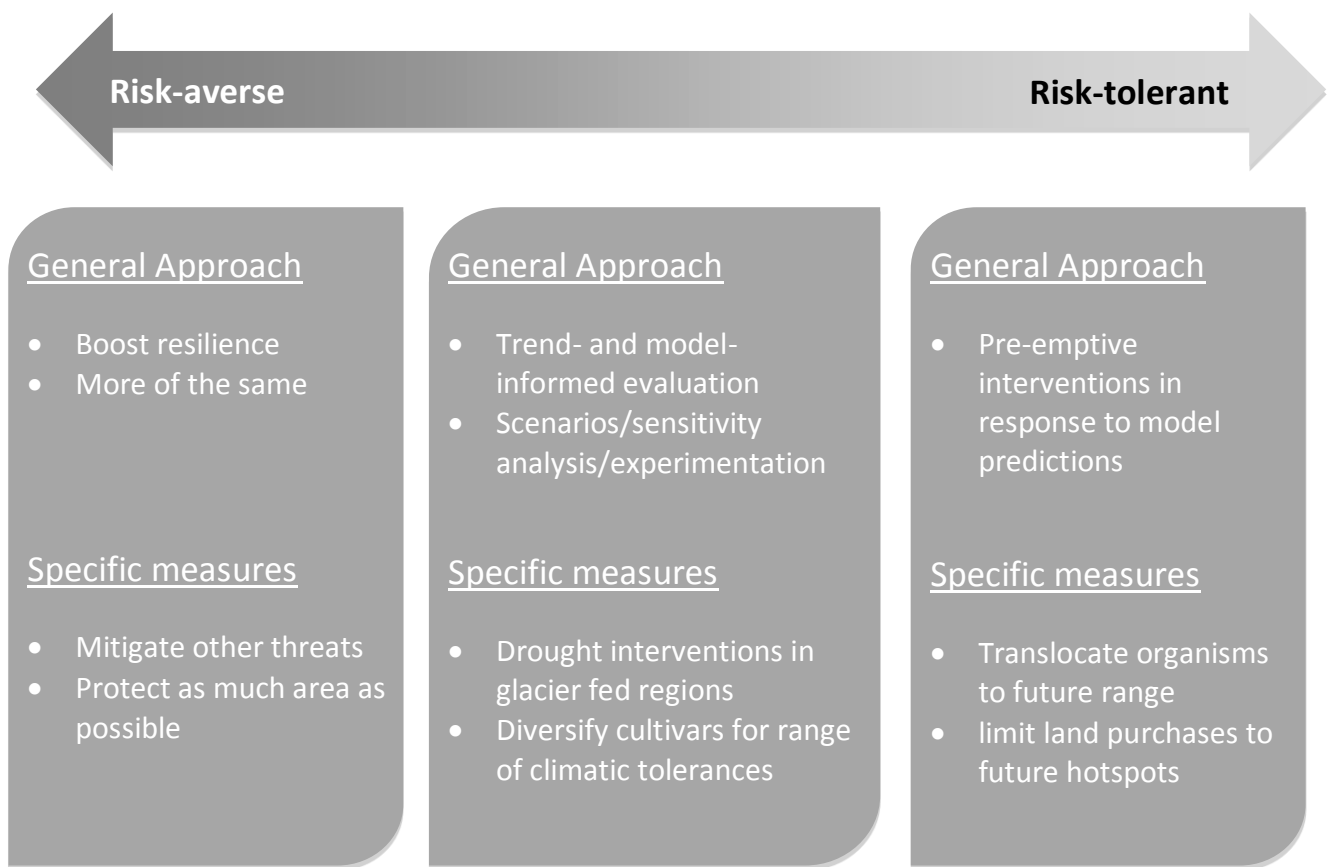 Risk-averse
Risk-tolerant
General Approach
• Boost resilience
• More of the same
Specific measures
• Mitigate other threats
• Protect as much area as
possible
General Approach
• Trend- and model-
informed evaluation
• Scenarios/sensitivity
analysis/experimentation
Specific measures
• Drought interventions in
glacier fed regions
• Diversify cultivars for range
of climatic tolerances
General Approach
• Pre-emptive
interventions in
response to model
predictions
Specific measures
• Translocate organisms
to future range
• limit land purchases to
future hotspots